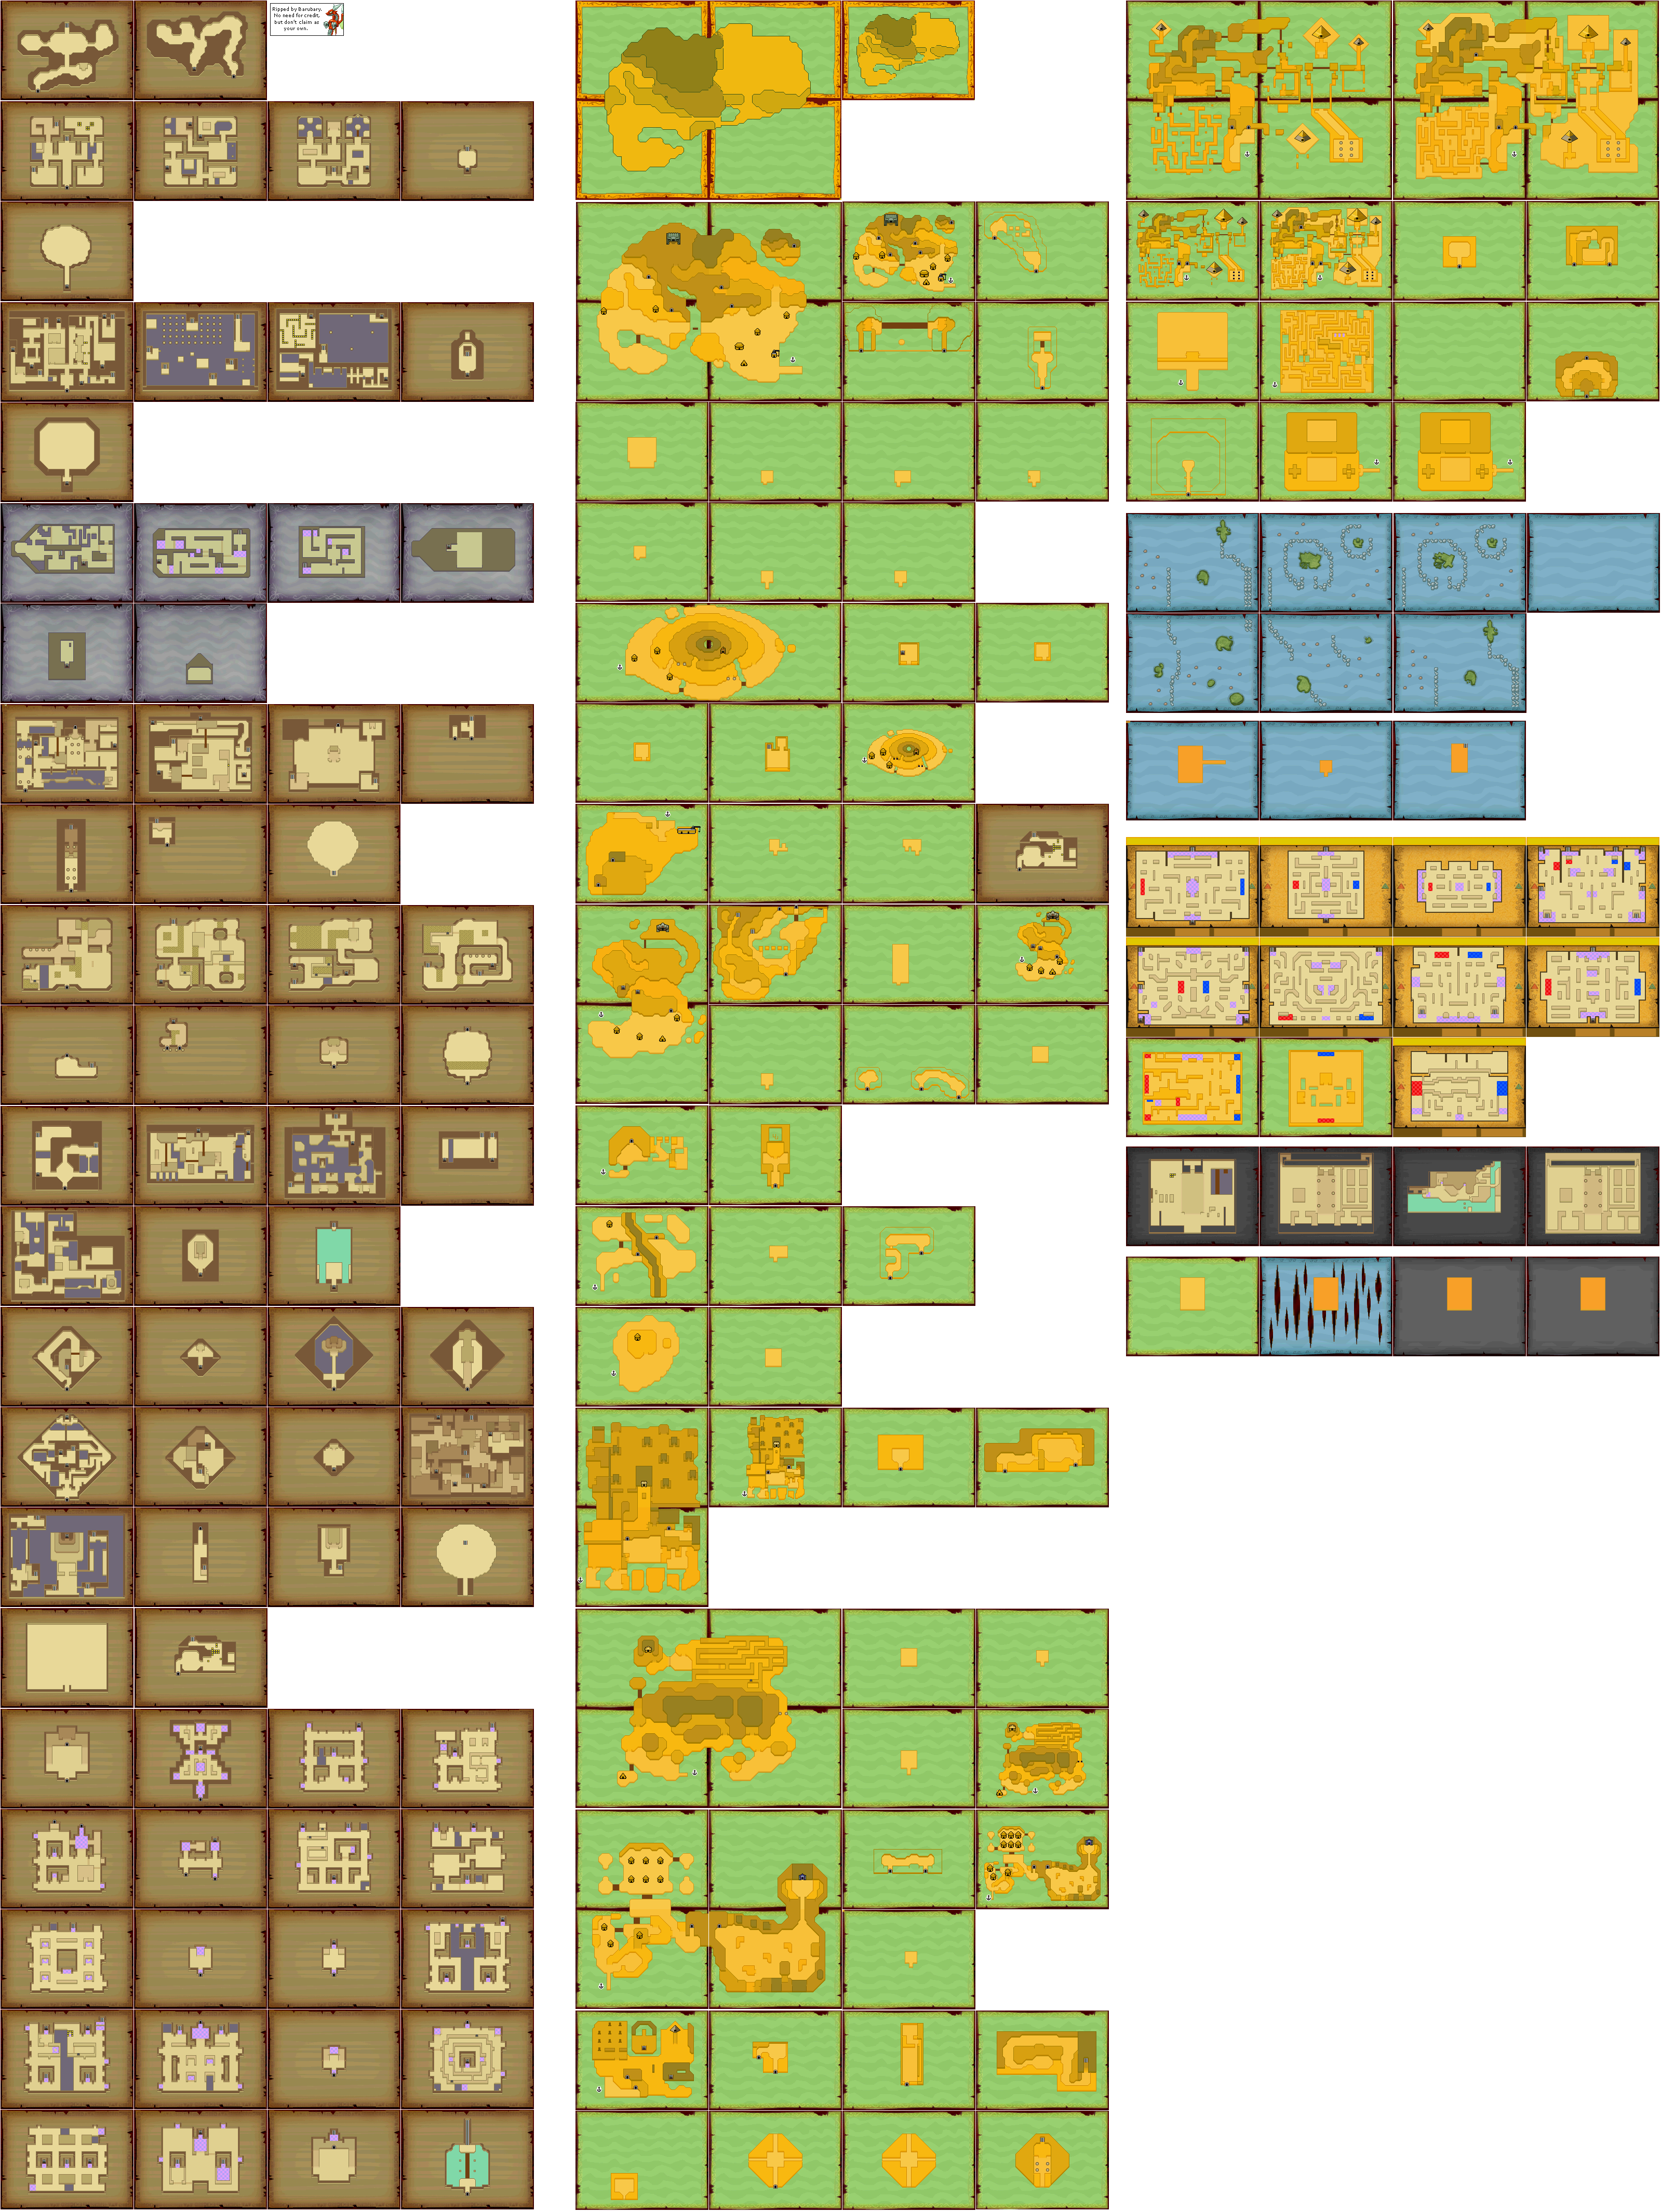 Ripped by Barubary.
No need for credit,
but don't claim as
your own.